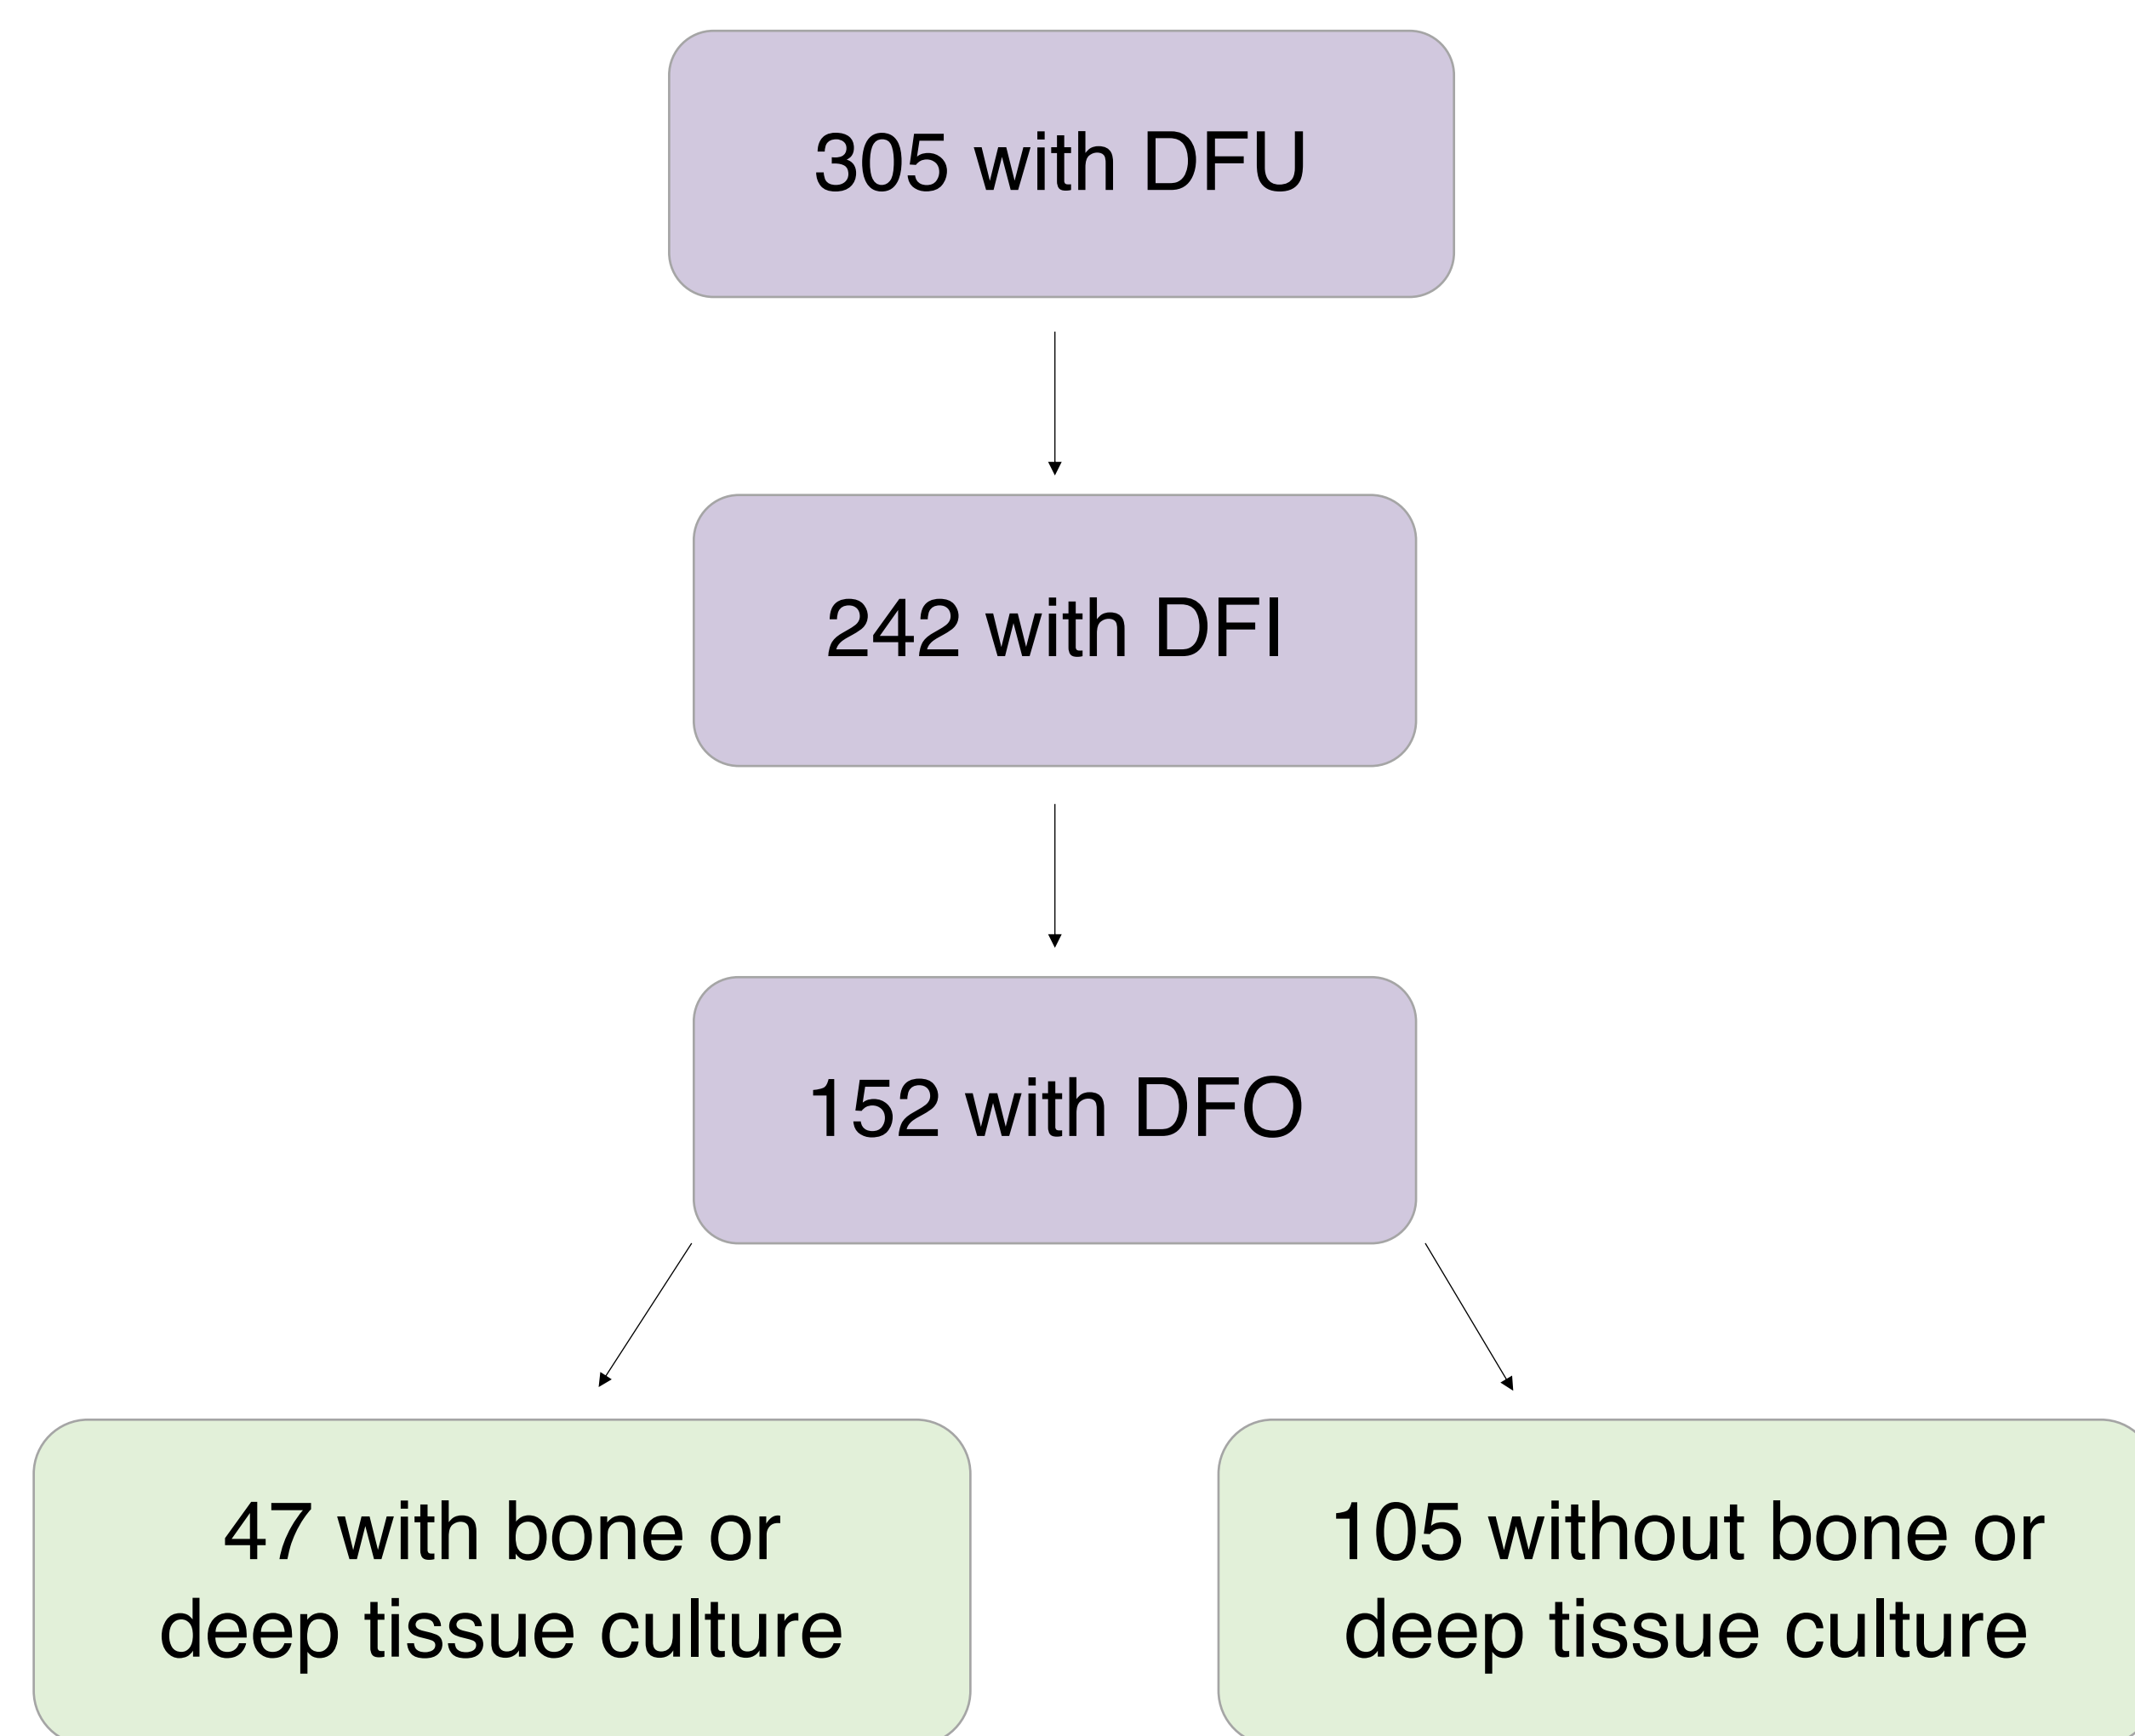 305 with DFU
242 with DFI
152 with DFO
47 with bone or
deep tissue culture
105 without bone or
deep tissue culture